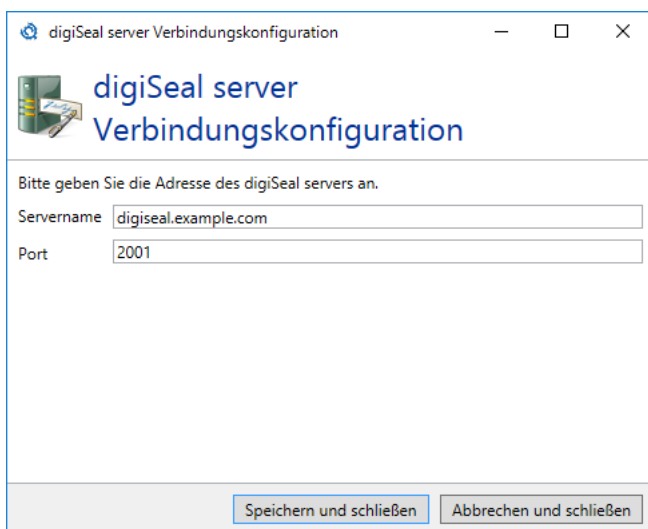 digiSeal server Verbindungskonfiguration
digiSeal server
Verbindungskonfiguration
Bitte geben Sie die Adresse des digiSeal servers an.
Servername digiseal.example.com
Port 2001
Speichern und schließen Abbrechen und schließen